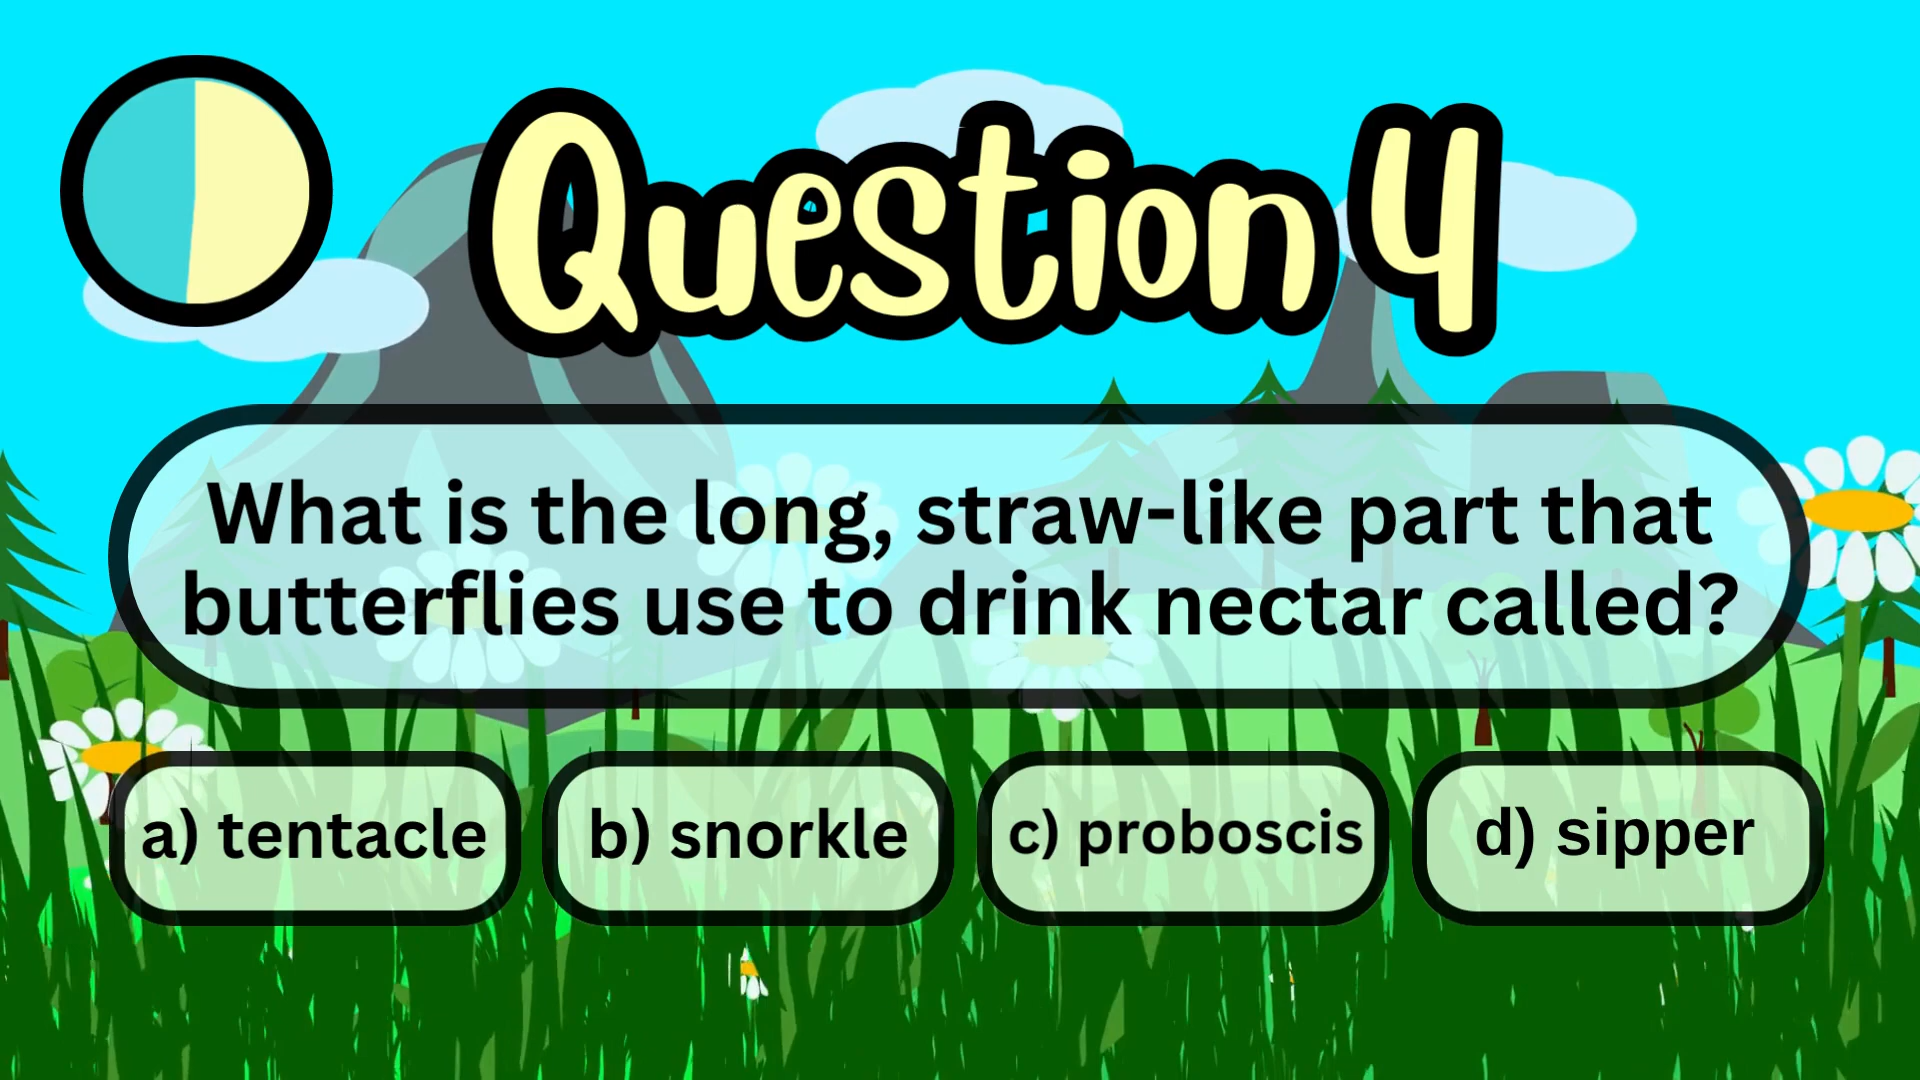 Question 4
What is the long, straw-like part that
butterflies use to drink nectar called?
a) tentacle
b) snorkle
c) proboscis
d) sipper